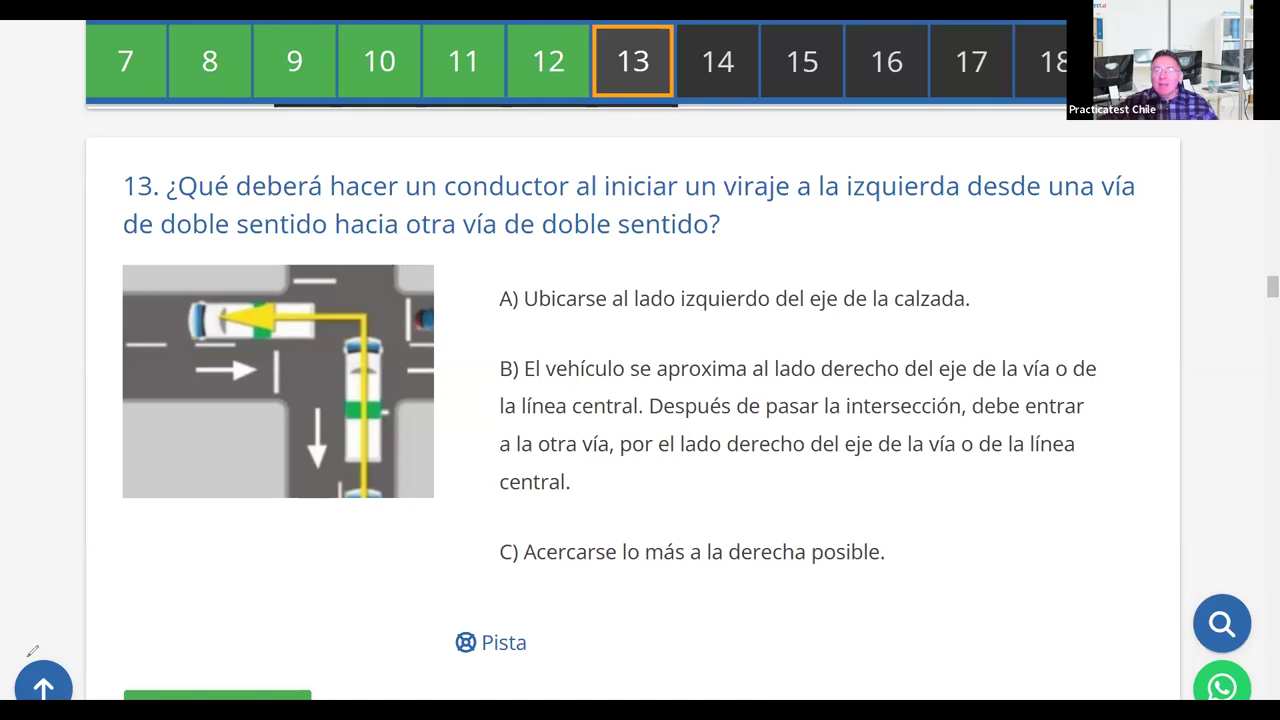 7 8 9 10 11 12 13 14 15 16 17 18
Practicatest Chile
13. ¿Qué deberá hacer un conductor al iniciar un viraje a la izquierda desde una vía
de doble sentido hacia otra vía de doble sentido?
A) Ubicarse al lado izquierdo del eje de la calzada.
B) El vehículo se aproxima al lado derecho del eje de la vía o de
la línea central. Después de pasar la intersección, debe entrar
a la otra vía, por el lado derecho del eje de la vía o de la línea
central.
C) Acercarse lo más a la derecha posible.
Pista